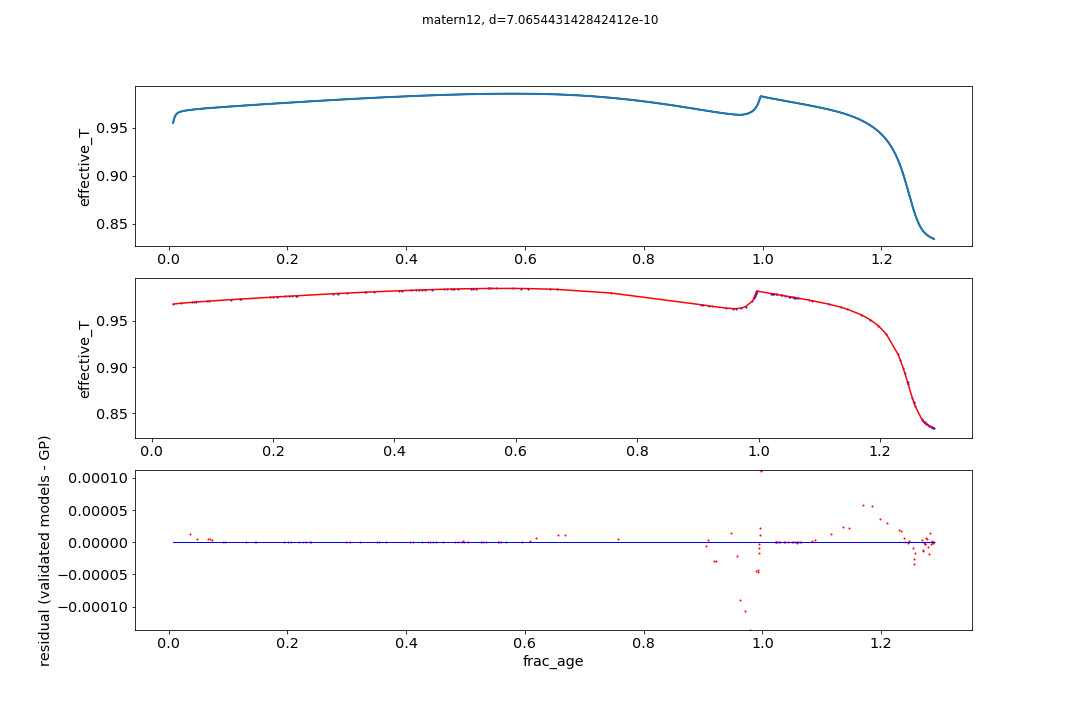 matern12, d=7.065443142842412e-10
effective_T
0.95
0.90
0.85
0.0 0.2 0.4 0.6 0.8 1.0 1.2
effective_T
0.95
0.90
0.85
0.0 0.2 0.4 0.6 0.8 1.0 1.2
residual (validated models - GP)
0.00010
0.00005
0.00000
−0.00005
−0.00010
0.0 0.2 0.4 0.6 0.8 1.0 1.2
frac_age